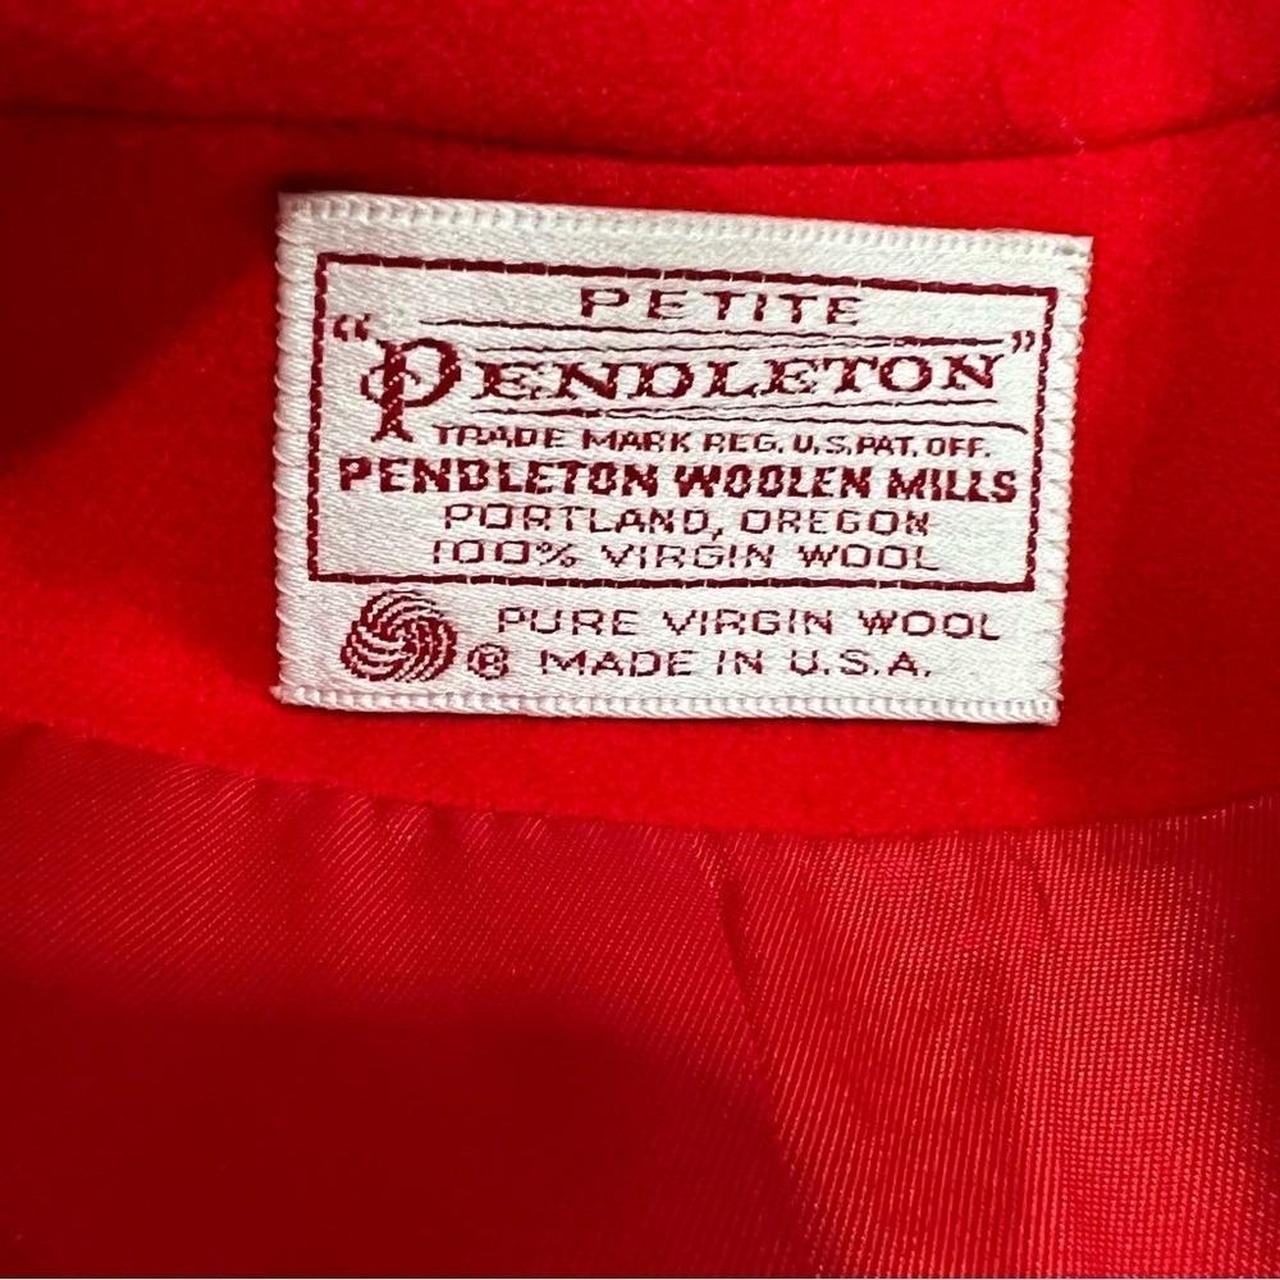 PETITE
"PENDLETON"
TRADE MARK REG. U.S. PAT. OFF.
PENDLETON WOOLEN MILLS
PORTLAND, OREGON
100% VIRGIN WOOL
PURE VIRGIN WOOL
® MADE IN U.S.A.